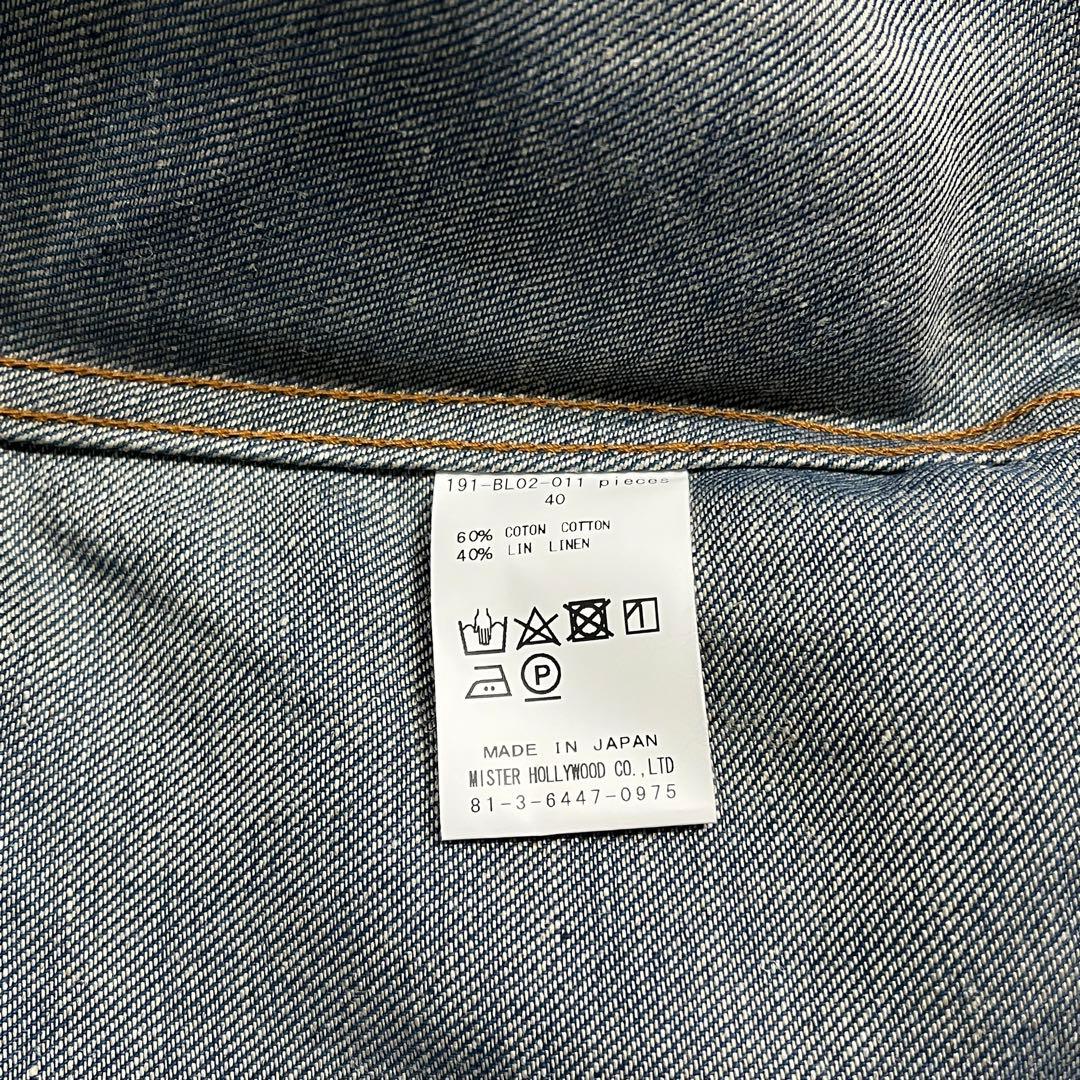 191-BL02-011 pieces
40
60% COTON COTTON
40% LIN LINEN
P
MADE IN JAPAN
MISTER HOLLYWOOD CO.,LTD
81-3-6447-0975